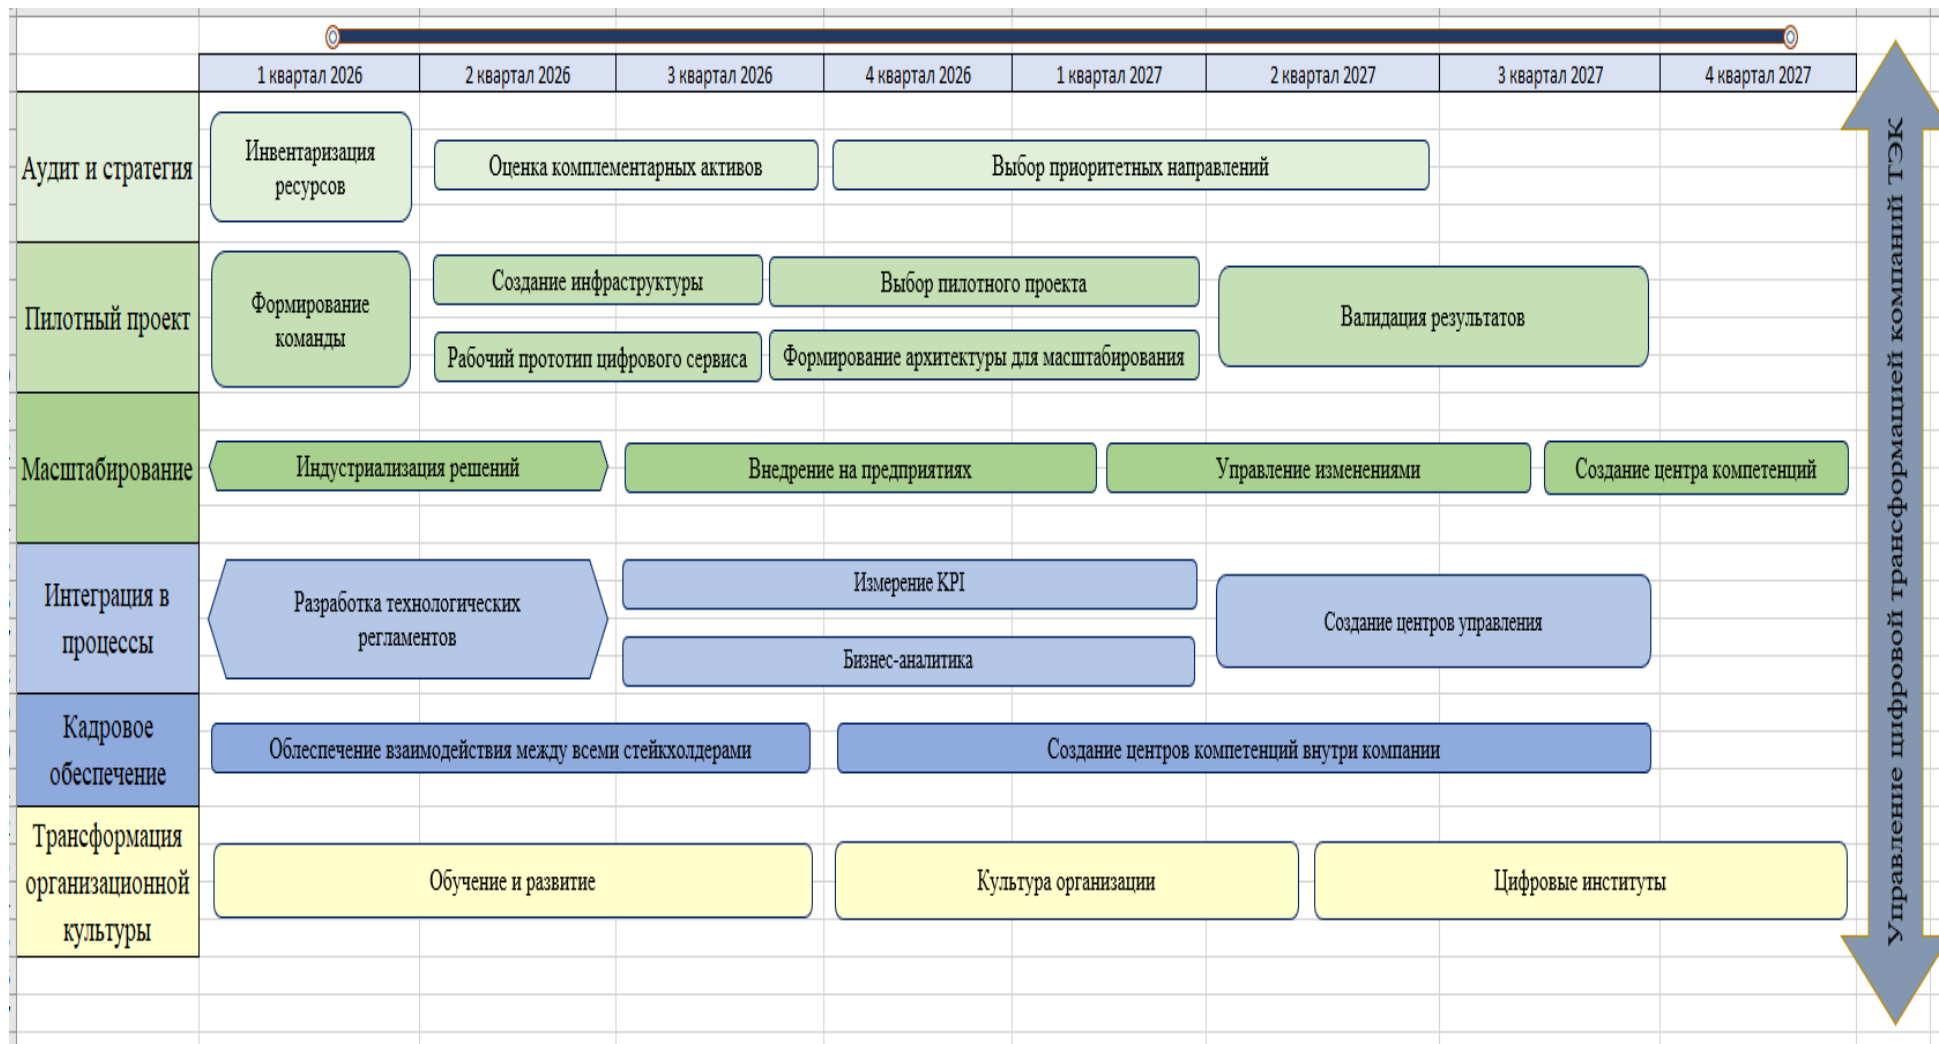 1 квартал 2026
2 квартал 2026
3 квартал 2026
4 квартал 2026
1 квартал 2027
2 квартал 2027
3 квартал 2027
4 квартал 2027
Аудит и стратегия
Инвентаризация
ресурсов
Оценка комплементарных активов
Выбор приоритетных направлений
Пилотный проект
Формирование
команды
Создание инфраструктуры
Выбор пилотного проекта
Рабочий прототип цифрового сервиса
Формирование архитектуры для масштабирования
Валидация результатов
Масштабирование
Индустриализация решений
Внедрение на предприятиях
Управление изменениями
Создание центра компетенций
Интеграция в
процессы
Разработка технологических
регламентов
Измерение KPI
Бизнес-аналитика
Создание центров управления
Кадровое
обеспечение
Облеспечение взаимодействия между всеми стейкхолдерами
Создание центров компетенций внутри компании
Трансформация
организационной
культуры
Обучение и развитие
Культура организации
Цифровые институты
Управление цифровой трансформацией компаний ТЭК